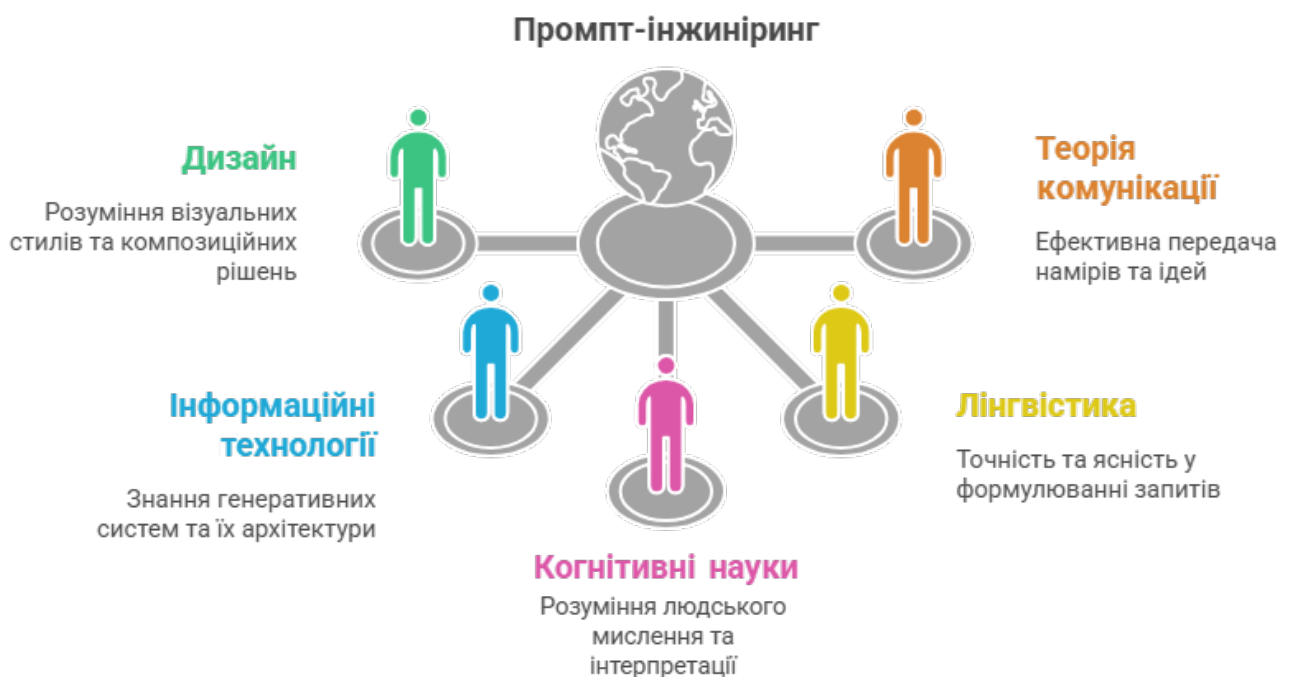 Промпт-інжиніринг
Дизайн
Розуміння візуальних
стилів та композиційних
рішень
Теорія
комунікації
Ефективна передача
намірів та ідей
Інформаційні
технології
Знання генеративних
систем та їх архітектури
Лінгвістика
Точність та ясність у
формулюванні запитів
Когнітивні науки
Розуміння людського
мислення та
інтерпретації